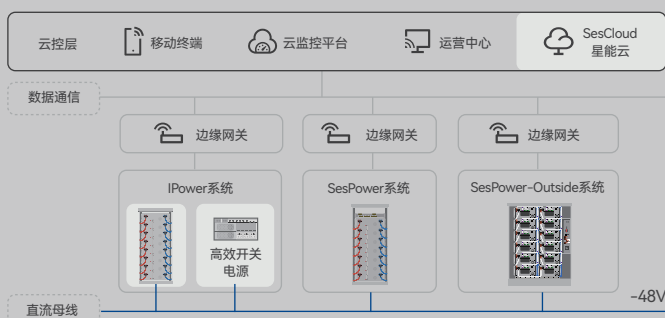 云控层
移动终端
云监控平台
运营中心
SesCloud
星能云
数据通信
边缘网关
边缘网关
边缘网关
IPower系统
SesPower系统
SesPower-Outside系统
高效开关
电源
-48V
直流母线